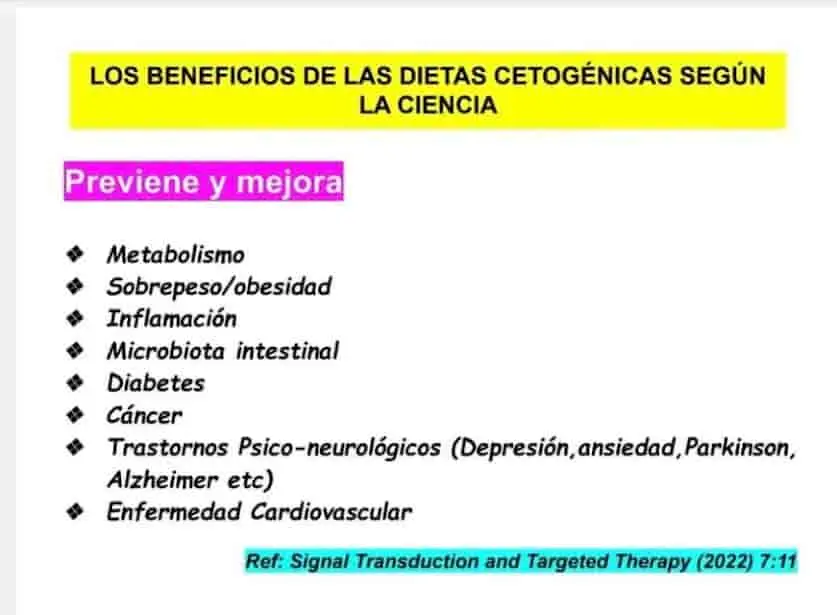 LOS BENEFICIOS DE LAS DIETAS CETOGÉNICAS SEGÚN
LA CIENCIA
Previene y mejora
❖ Metabolismo
❖ Sobrepeso/obesidad
❖ Inflamación
❖ Microbiota intestinal
❖ Diabetes
❖ Cáncer
❖ Trastornos Psico-neurológicos (Depresión,ansiedad,Parkinson,
Alzheimer etc)
❖ Enfermedad Cardiovascular
Ref: Signal Transduction and Targeted Therapy (2022) 7:11